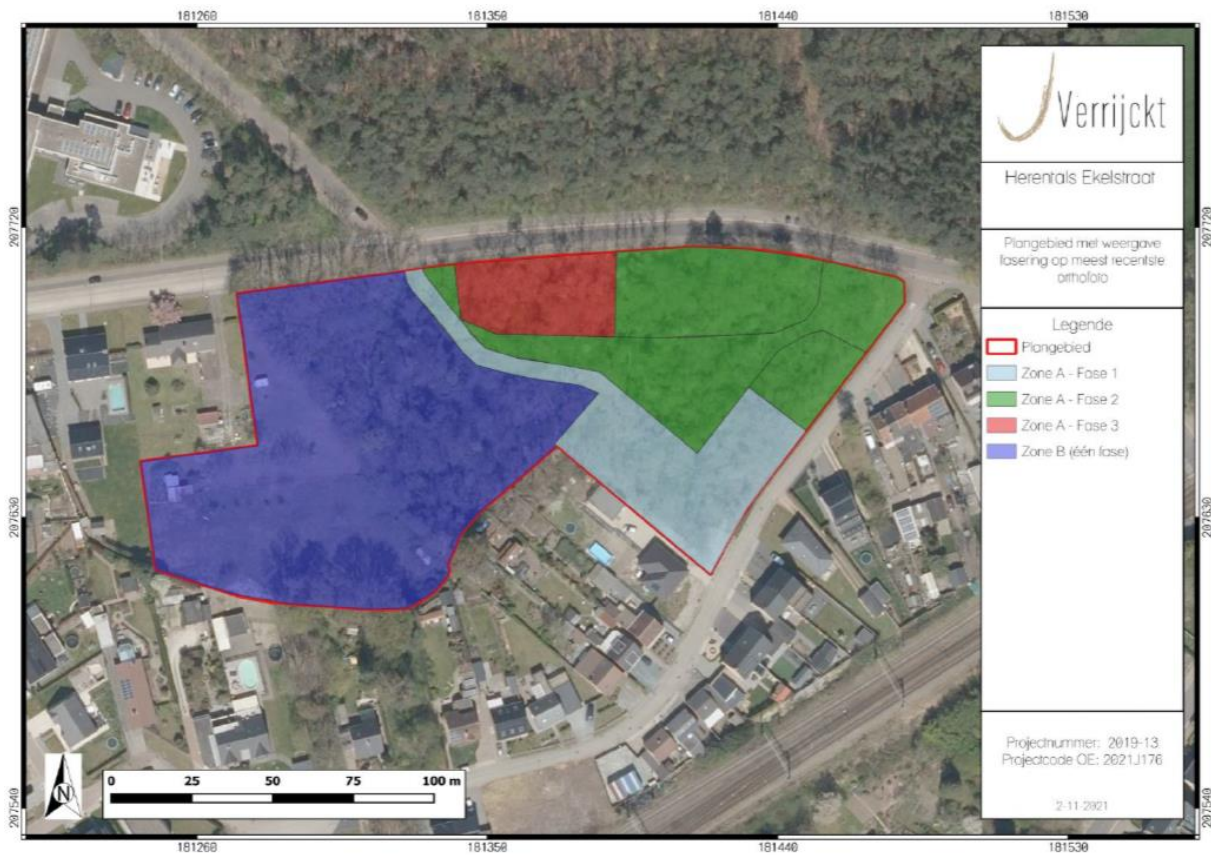 181260 181350 181440 181530
Verrijckt
Herentals Ekelstraat
Plangebied met weergave
fasering op meest recentste
orthofoto
Legende
Plangebied
Zone A - Fase 1
Zone A - Fase 2
Zone A - Fase 3
Zone B (één fase)
Projectnummer: 2019-13
Projectcode OE: 2021J176
2-11-2021
207720
207720
207630
207630
207540
207540
N
0 25 50 75 100 m
181260 181350 181440 181530